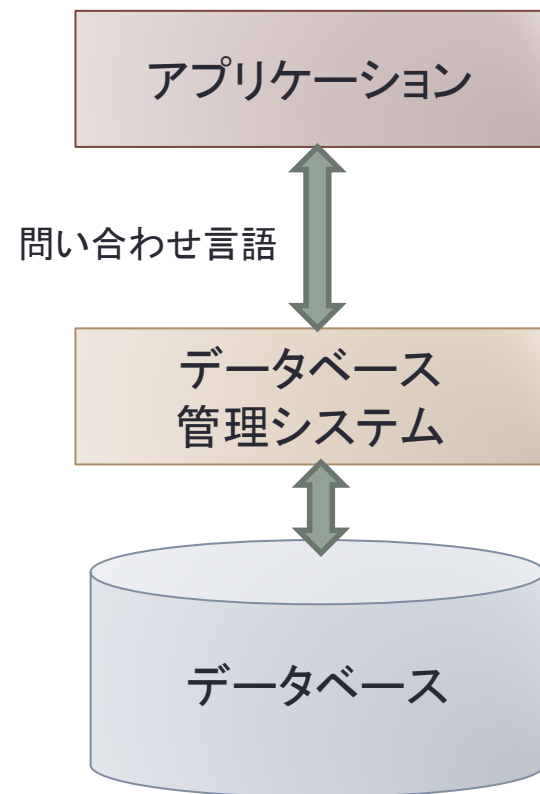 アプリケーション
問い合わせ言語
データベース
管理システム
データベース